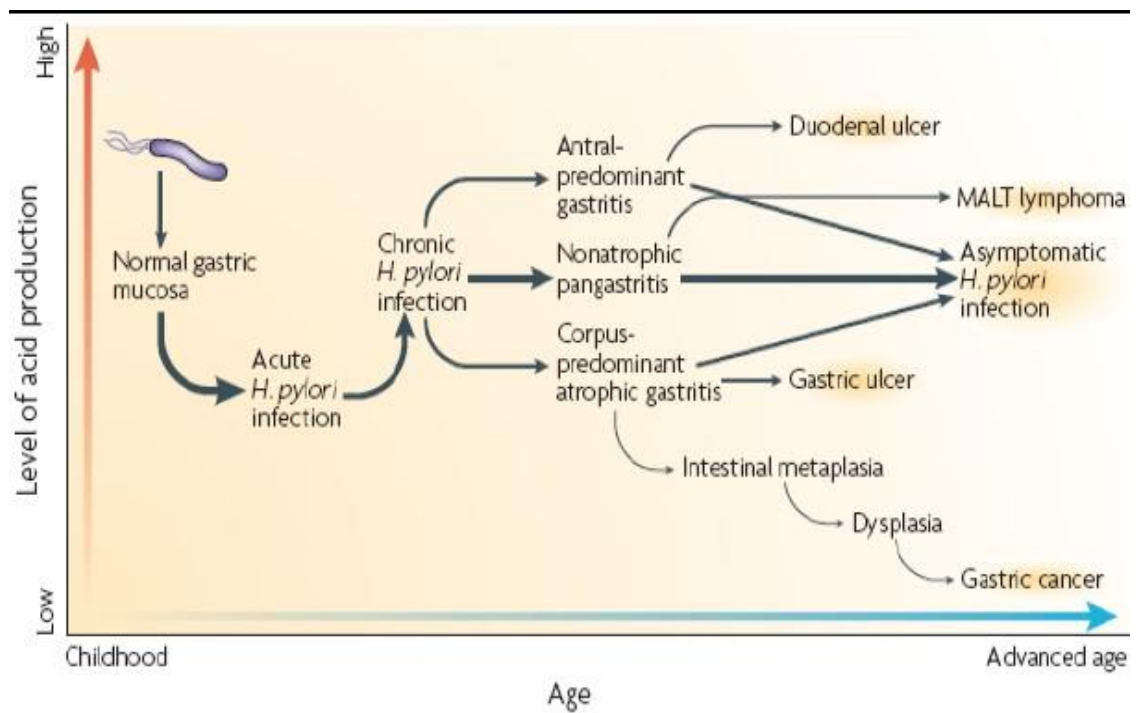 High
Level of acid production
Low
Normal gastric
mucosa
Acute
H. pylori
infection
Chronic
H. pylori
infection
Antral-
predominant
gastritis
Nonatrophic
pangastritis
Corpus-
predominant
atrophic gastritis
Duodenal ulcer
MALT lymphoma
Asymptomatic
H. pylori
infection
Gastric ulcer
Intestinal metaplasia
Dysplasia
Gastric cancer
Childhood
Advanced age
Age